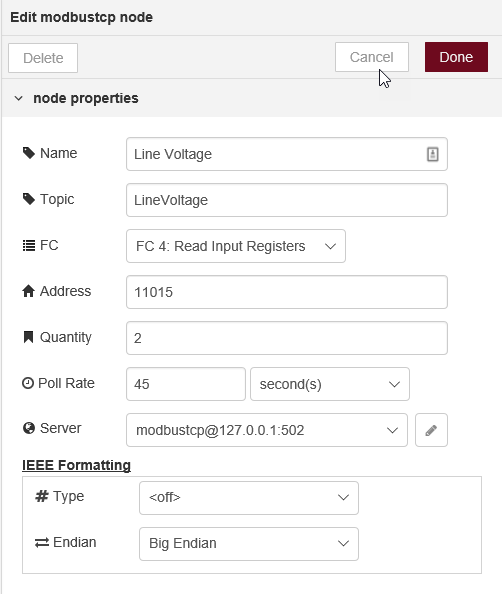 Edit modbustcp node
Delete
Cancel
Done
node properties
Name
Line Voltage
Topic
LineVoltage
FC
FC 4: Read Input Registers
Address
11015
Quantity
2
Poll Rate
45
second(s)
Server
modbustcp@127.0.0.1:502
IEEE Formatting
Type
<off>
Endian
Big Endian